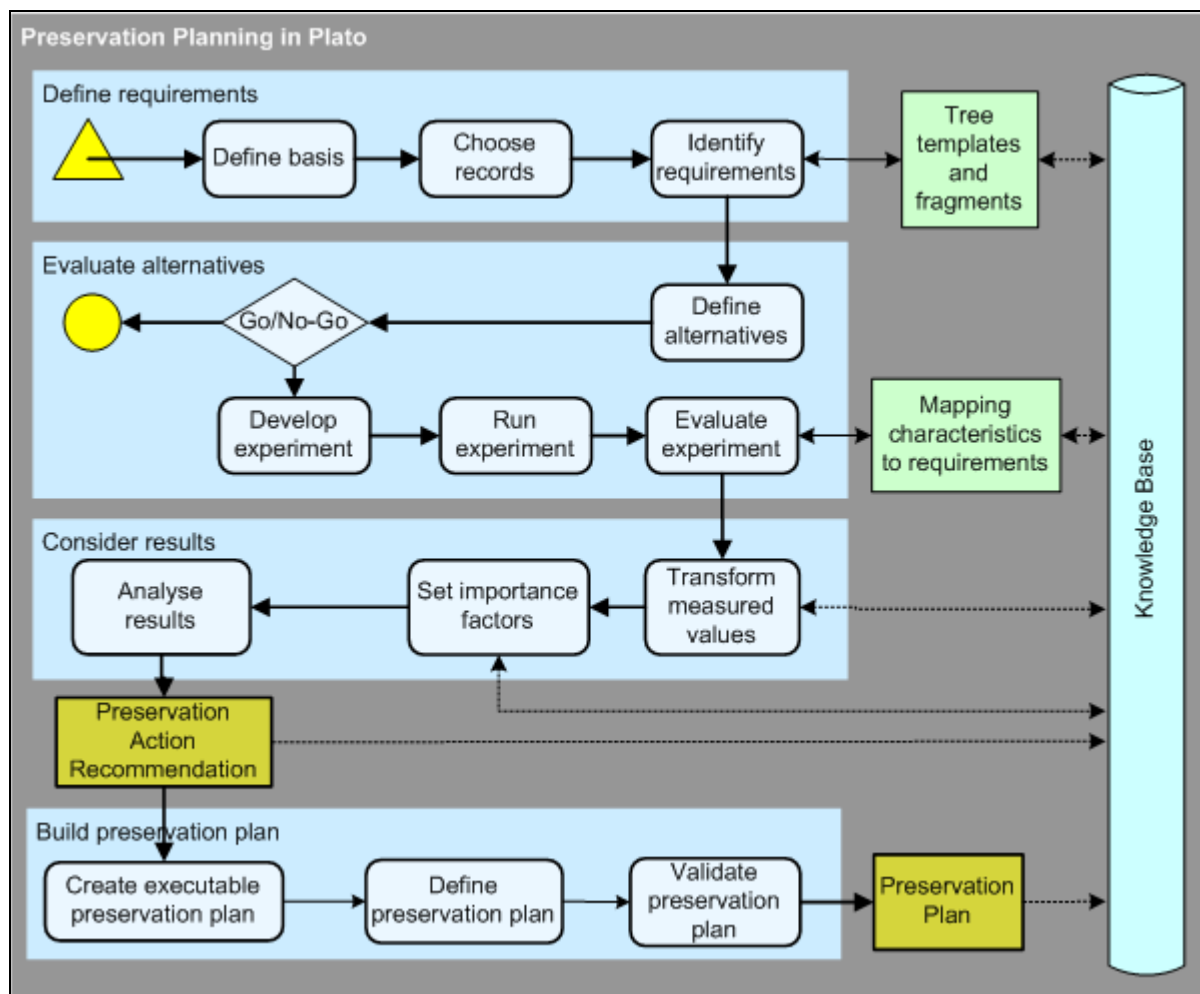 Preservation Planning in Plato
Define requirements
Define basis
Choose
records
Identify
requirements
Tree
templates
and
fragments
Evaluate alternatives
Go/No-Go
Define
alternatives
Develop
experiment
Run
experiment
Evaluate
experiment
Mapping
characteristics
to requirements
Knowledge Base
Consider results
Analyse
results
Set importance
factors
Transform
measured
values
Preservation
Action
Recommendation
Build preservation plan
Create executable
preservation plan
Define
preservation plan
Validate
preservation
plan
Preservation
Plan